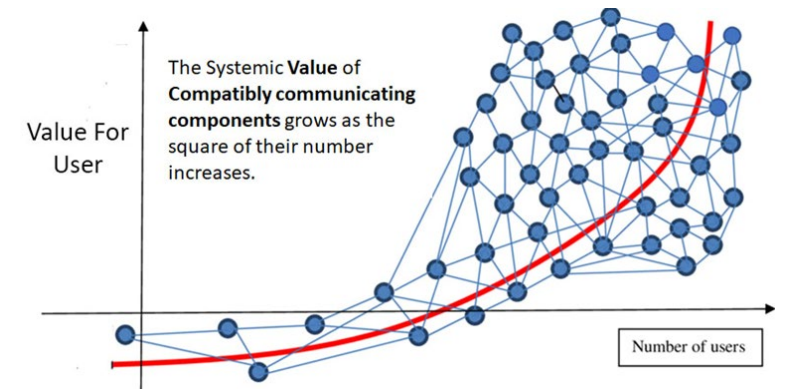 The Systemic Value of
Compatibly communicating
components grows as the
square of their number
increases.
Value For
User
Number of users